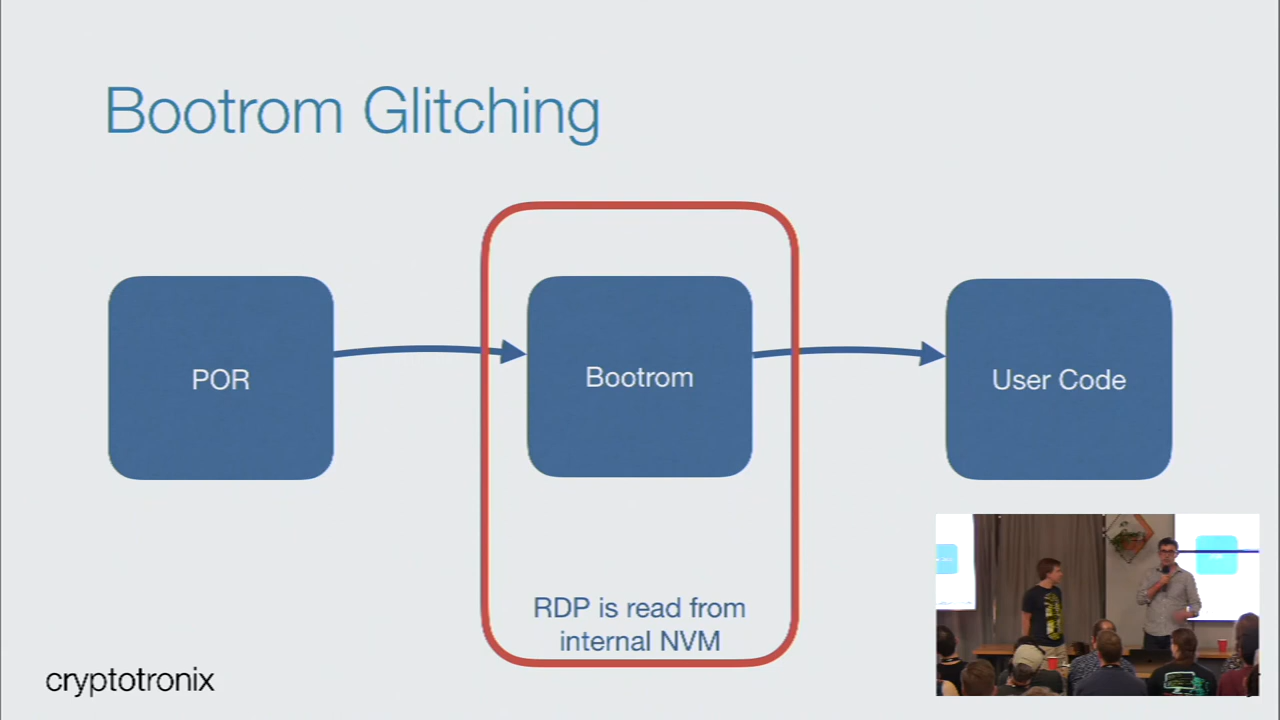 Bootrom Glitching
POR
Bootrom
User Code
RDP is read from
internal NVM
cryptotronix